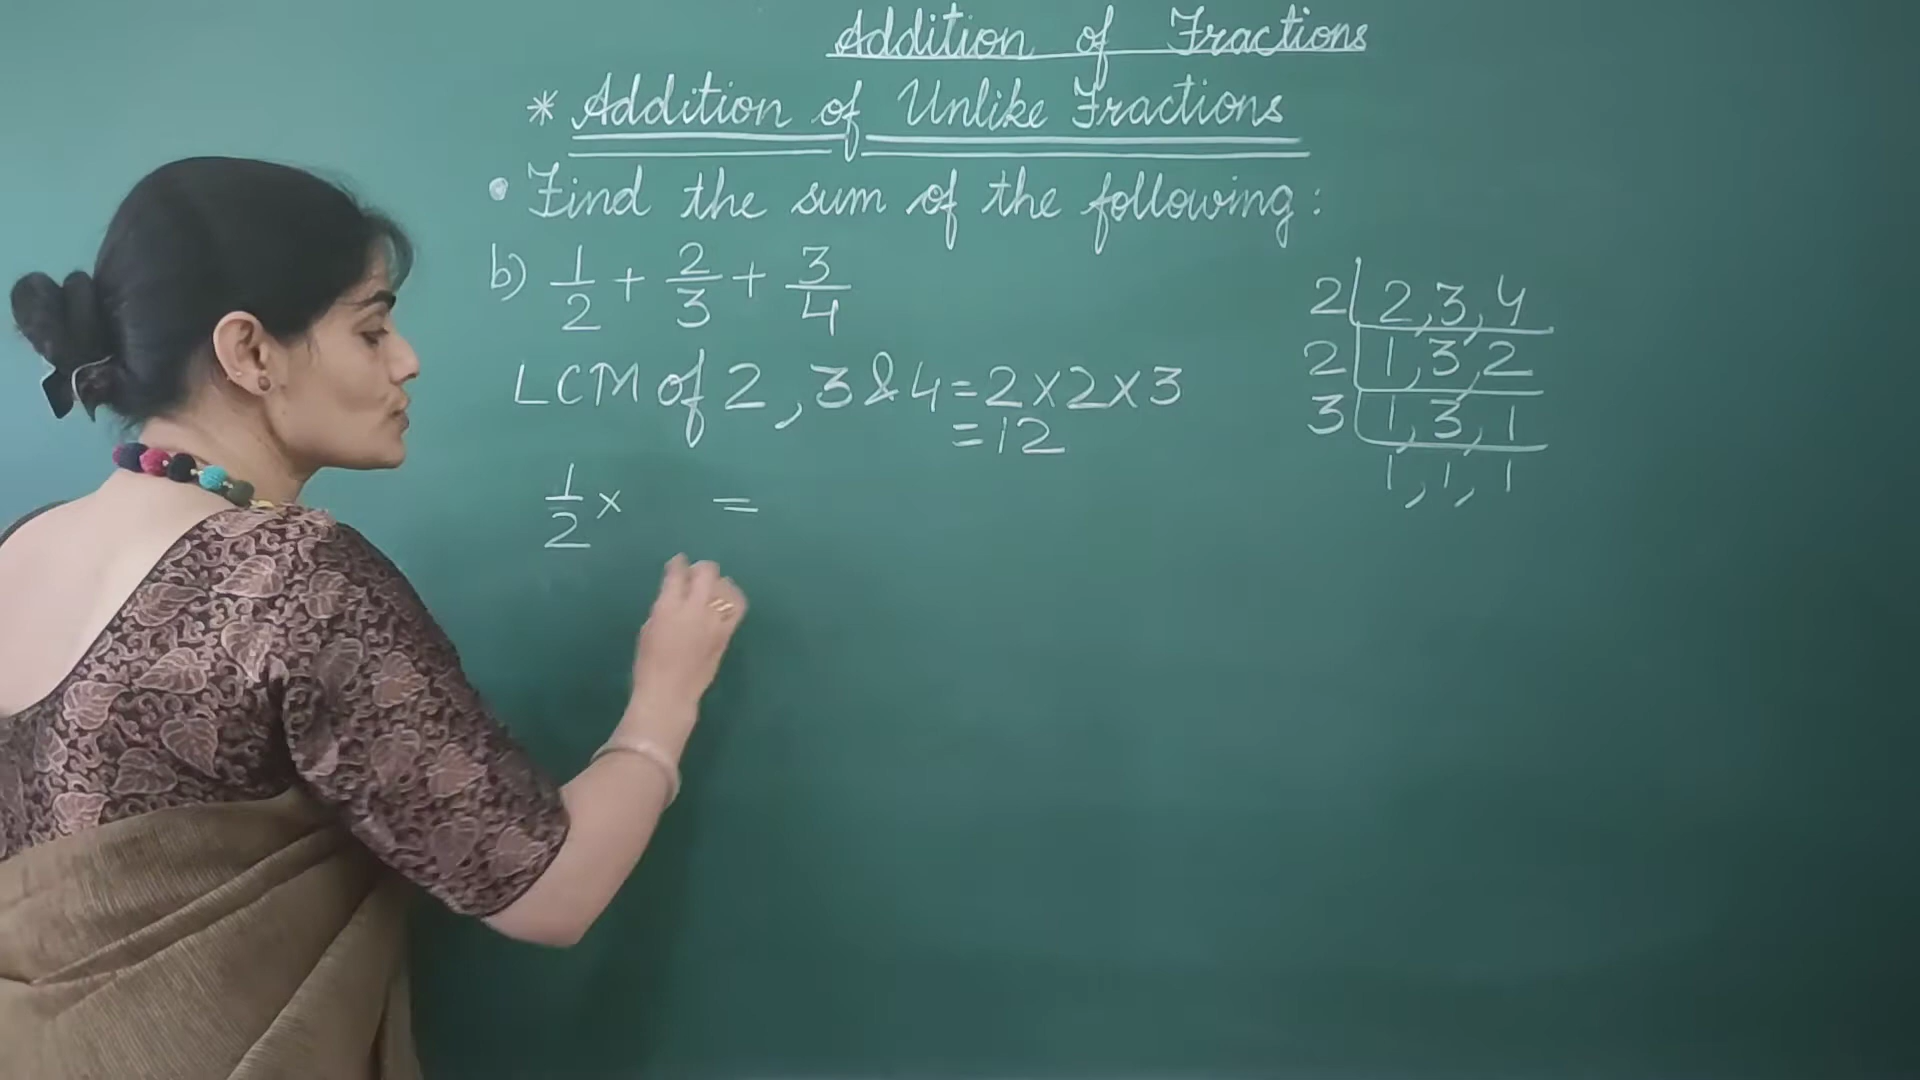 Addition of Fractions
* Addition of Unlike Fractions
• Find the sum of the following:
b) 1/2 + 2/3 + 3/4
LCM of 2, 3 & 4 = 2×2×3
= 12
1/2 × =
2 | 2, 3, 4
2 | 1, 3, 2
3 | 1, 3, 1
1, 1, 1